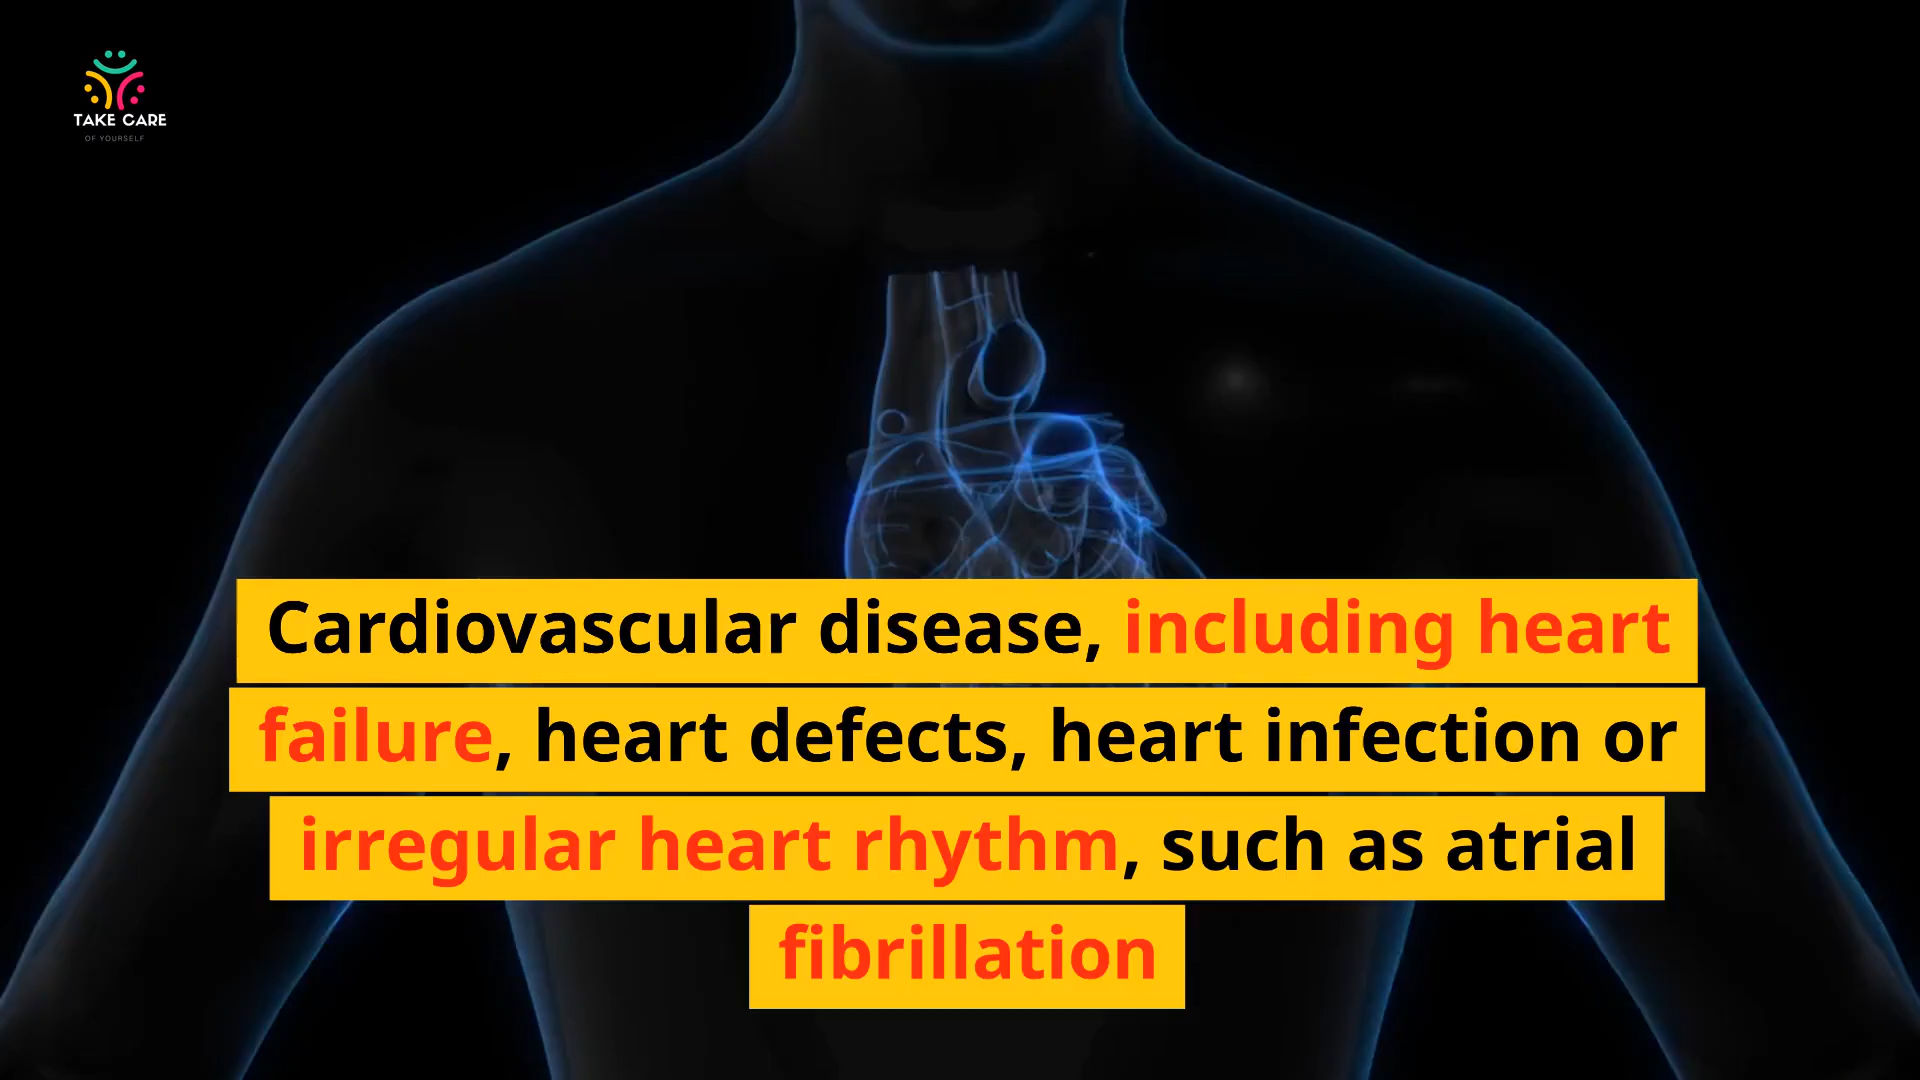 TAKE CARE
OF YOURSELF
Cardiovascular disease, including heart
failure, heart defects, heart infection or
irregular heart rhythm, such as atrial
fibrillation